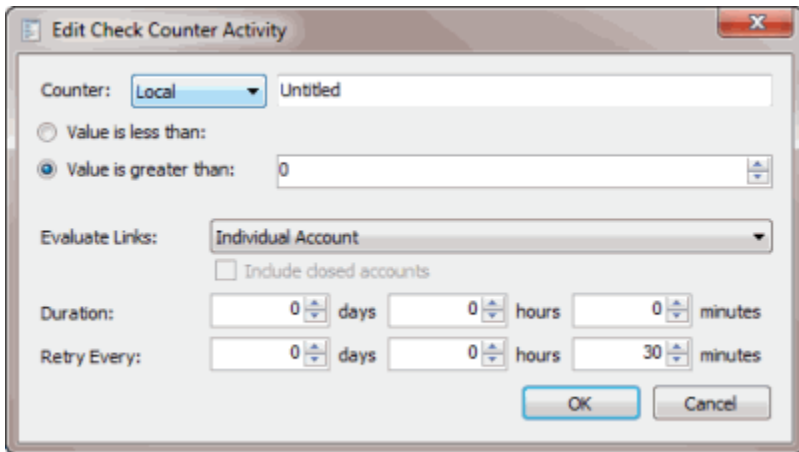 Edit Check Counter Activity
Counter: Local Untitled
Value is less than:
Value is greater than: 0
Evaluate Links: Individual Account
Include closed accounts
Duration: 0 days 0 hours 0 minutes
Retry Every: 0 days 0 hours 30 minutes
OK Cancel